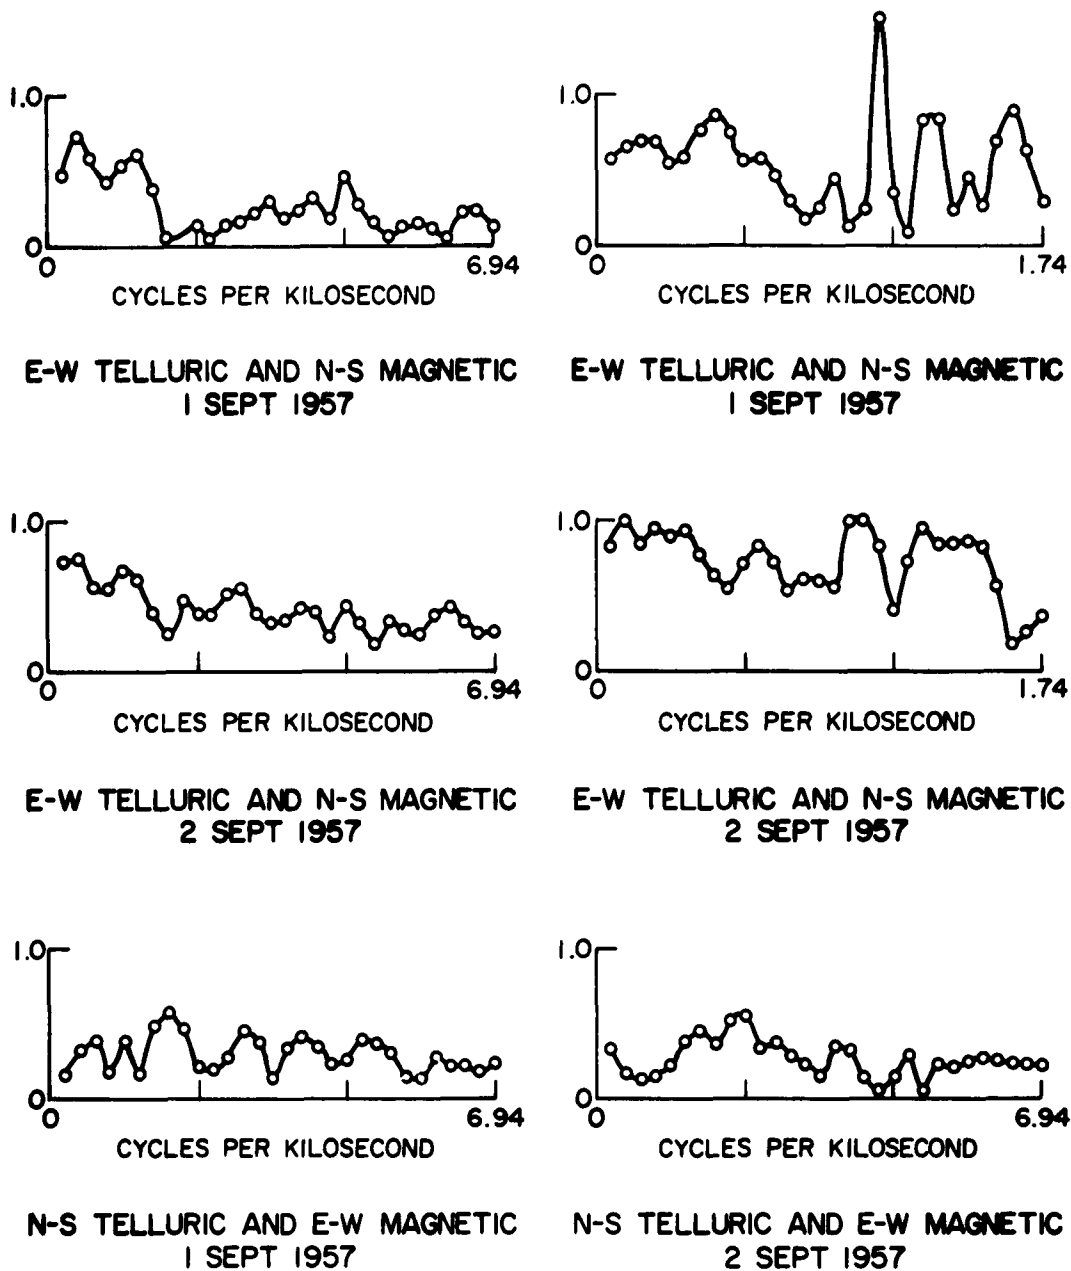 1.0
0
0
6.94
CYCLES PER KILOSECOND
E-W TELLURIC AND N-S MAGNETIC
1 SEPT 1957
1.0
0
0
1.74
CYCLES PER KILOSECOND
E-W TELLURIC AND N-S MAGNETIC
1 SEPT 1957
1.0
0
0
6.94
CYCLES PER KILOSECOND
E-W TELLURIC AND N-S MAGNETIC
2 SEPT 1957
1.0
0
0
1.74
CYCLES PER KILOSECOND
E-W TELLURIC AND N-S MAGNETIC
2 SEPT 1957
1.0
0
0
6.94
CYCLES PER KILOSECOND
N-S TELLURIC AND E-W MAGNETIC
1 SEPT 1957
1.0
0
0
6.94
CYCLES PER KILOSECOND
N-S TELLURIC AND E-W MAGNETIC
2 SEPT 1957